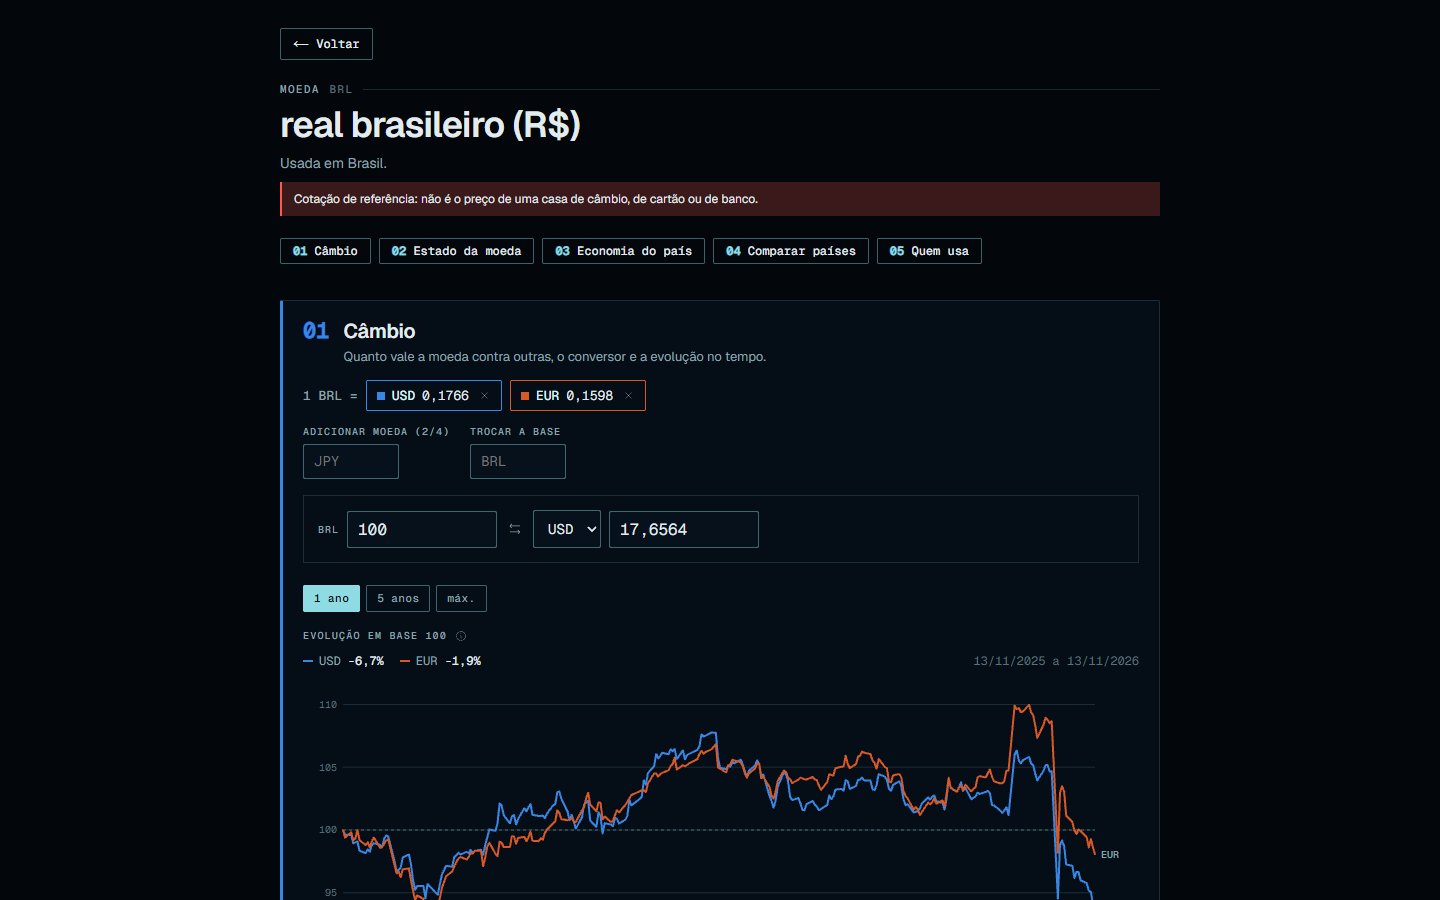 ← Voltar
MOEDA BRL
real brasileiro (R$)
Usada em Brasil.
Cotação de referência: não é o preço de uma casa de câmbio, de cartão ou de banco.
01 Câmbio 02 Estado da moeda 03 Economia do país 04 Comparar países 05 Quem usa
01 Câmbio
Quanto vale a moeda contra outras, o conversor e a evolução no tempo.
1 BRL = USD 0,1766 × EUR 0,1598 ×
ADICIONAR MOEDA (2/4) TROCAR A BASE
JPY BRL
BRL 100 ⇆ USD 17,6564
1 ano 5 anos máx.
EVOLUÇÃO EM BASE 100
USD -6,7% EUR -1,9% 13/11/2025 a 13/11/2026
110
105
100
EUR
95